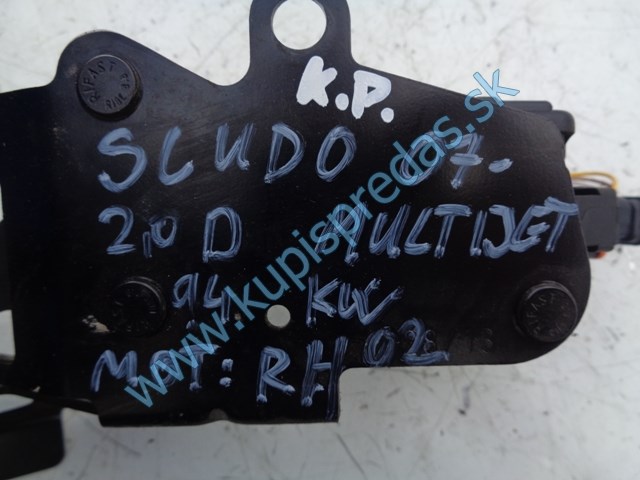 K.P.
SCUDO 07-
2,0 D MULTIJET
94 KW
MOT: RH02
www.kupispredas.sk